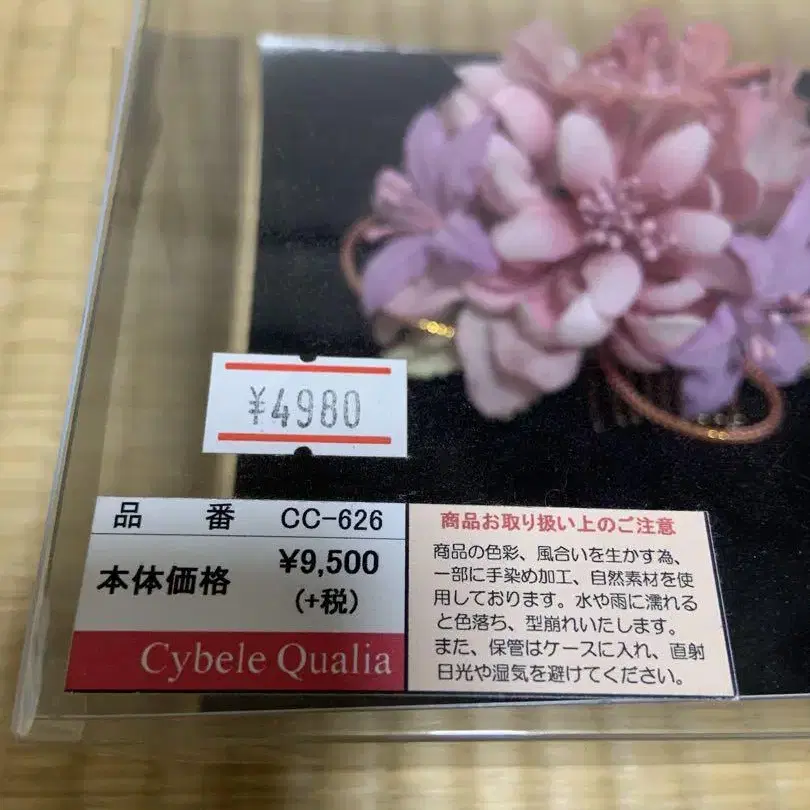 ¥4980
品番 CC-626
本体価格 ¥9,500
(+税)
Cybele Qualia
商品お取り扱い上のご注意
商品の色彩、風合いを生かす為、
一部に手染め加工、自然素材を使
用しております。水や雨に濡れる
と色落ち、型崩れいたします。
また、保管はケースに入れ、直射
日光や湿気を避けてください。